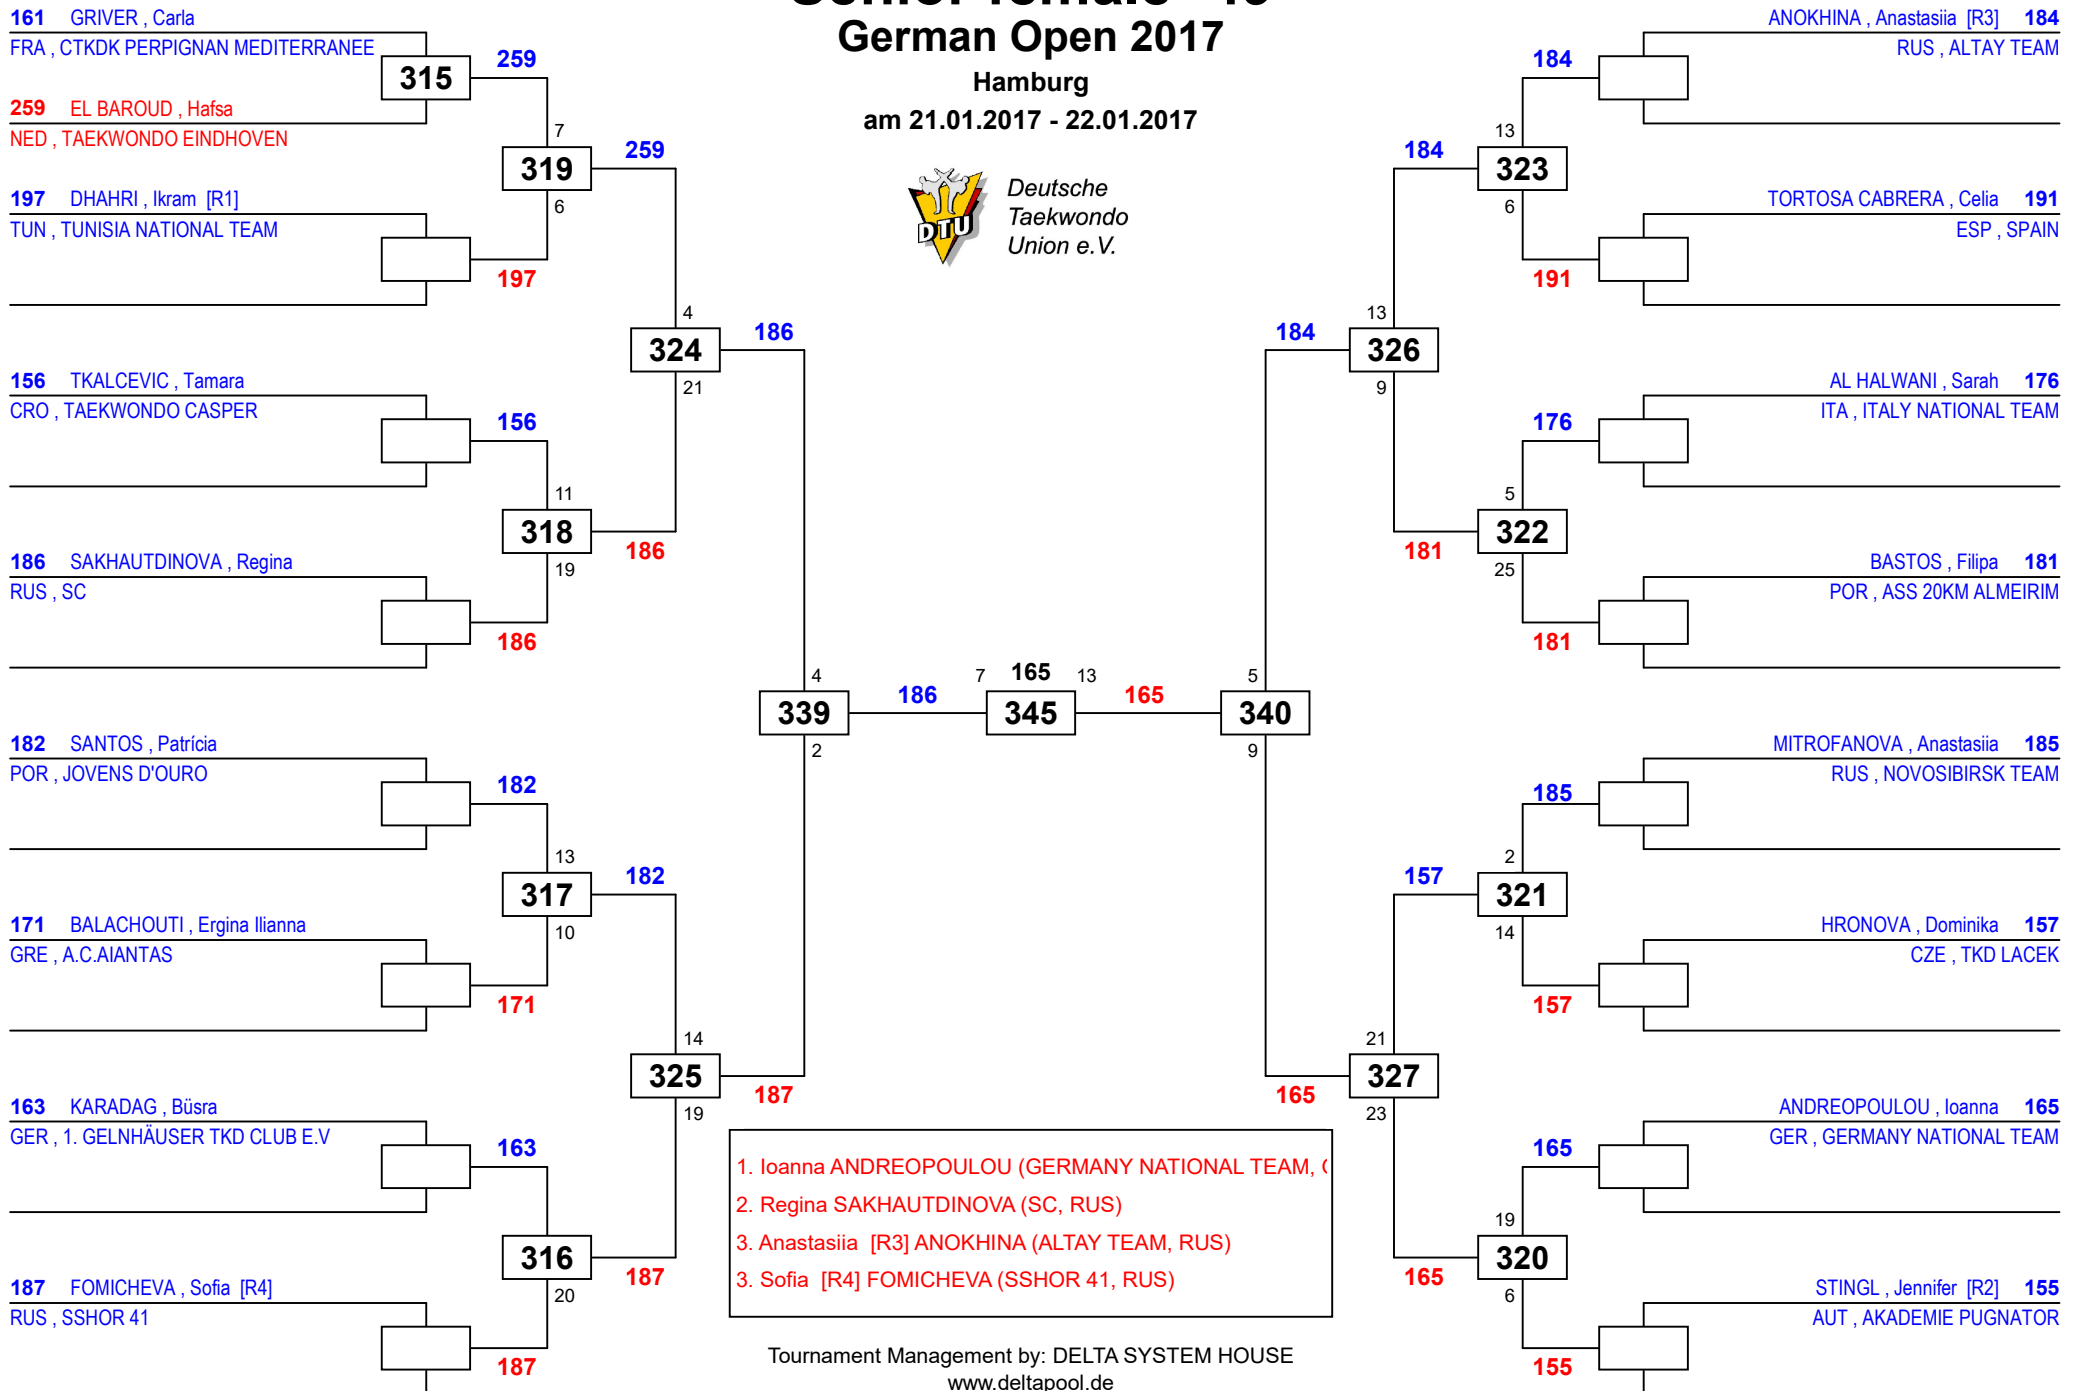 German Open 2017
Hamburg
am 21.01.2017 - 22.01.2017
DTU
Deutsche
Taekwondo
Union e.V.
161 GRIVER , Carla
FRA , CTKDK PERPIGNAN MEDITERRANEE
315
259
259 EL BAROUD , Hafsa
NED , TAEKWONDO EINDHOVEN
7
319
259
6
197 DHAHRI , Ikram [R1]
TUN , TUNISIA NATIONAL TEAM
197
4
324
186
21
156 TKALCEVIC , Tamara
CRO , TAEKWONDO CASPER
156
11
318
186
19
186 SAKHAUTDINOVA , Regina
RUS , SC
186
4
339
186
2
182 SANTOS , Patrícia
POR , JOVENS D'OURO
182
13
317
182
10
171 BALACHOUTI , Ergina Ilianna
GRE , A.C.AIANTAS
171
14
325
187
19
163 KARADAG , Büsra
GER , 1. GELNHÄUSER TKD CLUB E.V
163
316
187
20
187 FOMICHEVA , Sofia [R4]
RUS , SSHOR 41
187
7 165 13
345
165
ANOKHINA , Anastasiia [R3] 184
RUS , ALTAY TEAM
184
13
184
323
6
TORTOSA CABRERA , Celia 191
ESP , SPAIN
191
13
184
326
9
AL HALWANI , Sarah 176
ITA , ITALY NATIONAL TEAM
176
5
322
181
25
BASTOS , Filipa 181
POR , ASS 20KM ALMEIRIM
181
5
340
9
MITROFANOVA , Anastasiia 185
RUS , NOVOSIBIRSK TEAM
185
2
157
321
14
HRONOVA , Dominika 157
CZE , TKD LACEK
157
21
327
165
23
ANDREOPOULOU , Ioanna 165
GER , GERMANY NATIONAL TEAM
165
19
320
165
6
STINGL , Jennifer [R2] 155
AUT , AKADEMIE PUGNATOR
155
1. Ioanna ANDREOPOULOU (GERMANY NATIONAL TEAM,
2. Regina SAKHAUTDINOVA (SC, RUS)
3. Anastasiia [R3] ANOKHINA (ALTAY TEAM, RUS)
3. Sofia [R4] FOMICHEVA (SSHOR 41, RUS)
Tournament Management by: DELTA SYSTEM HOUSE
www.deltapool.de